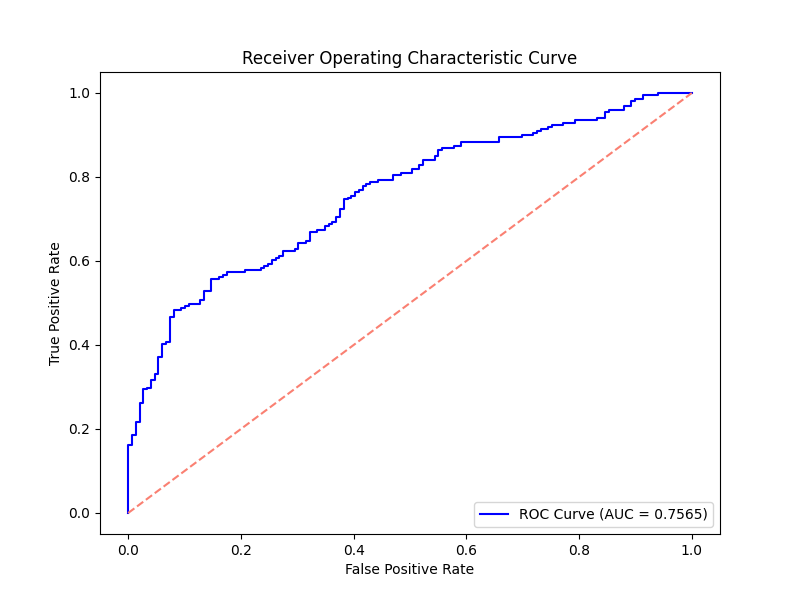 Receiver Operating Characteristic Curve
1.0
0.8
0.6
0.4
0.2
0.0
True Positive Rate
ROC Curve (AUC = 0.7565)
0.0 0.2 0.4 0.6 0.8 1.0
False Positive Rate